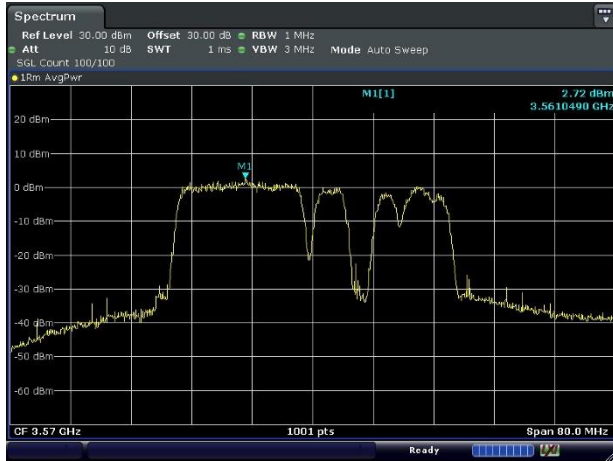 Spectrum
Ref Level 30.00 dBm Offset 30.00 dB RBW 1 MHz
Att 10 dB SWT 1 ms VBW 3 MHz Mode Auto Sweep
SGL Count 100/100
1Rm AvgPwr
M1[1] 2.72 dBm
3.5610490 GHz
20 dBm
10 dBm
M1
0 dBm
-10 dBm
-20 dBm
-30 dBm
-40 dBm
-50 dBm
-60 dBm
CF 3.57 GHz 1001 pts Span 80.0 MHz
Ready